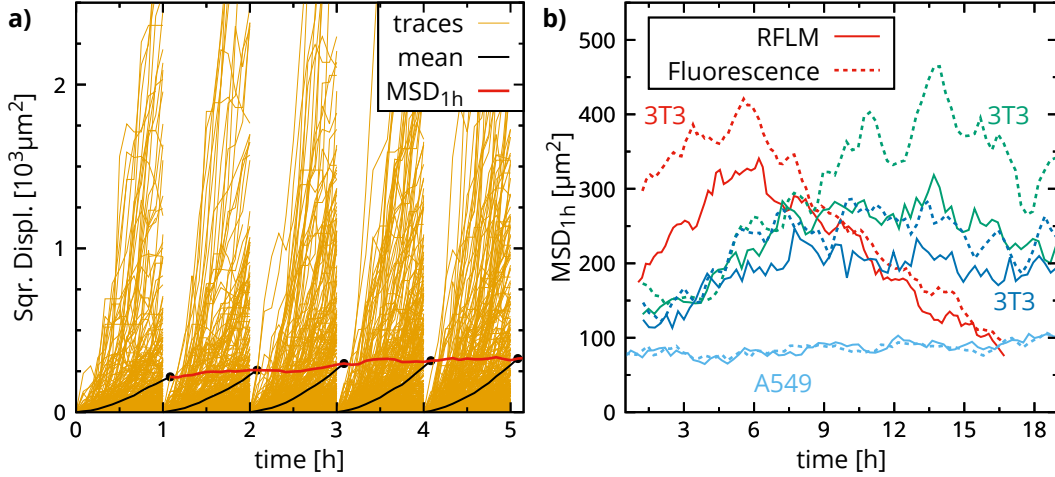 a)
traces
mean
MSD1h
Sqr. Displ. [10³µm²]
2
1
0
0 1 2 3 4 5
time [h]
b)
RFLM
Fluorescence
3T3
3T3
3T3
A549
MSD1h [µm²]
500
400
300
200
100
0
3 6 9 12 15 18
time [h]